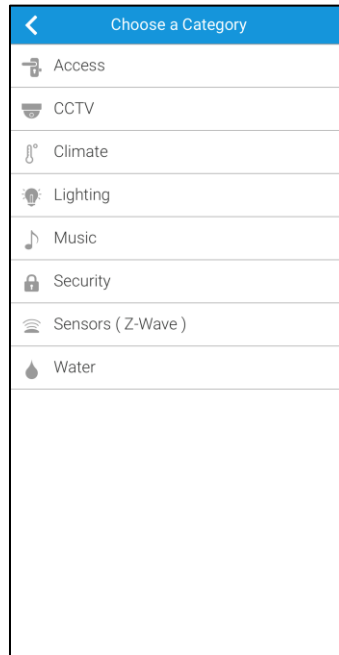 Choose a Category
Access
CCTV
Climate
Lighting
Music
Security
Sensors ( Z-Wave )
Water